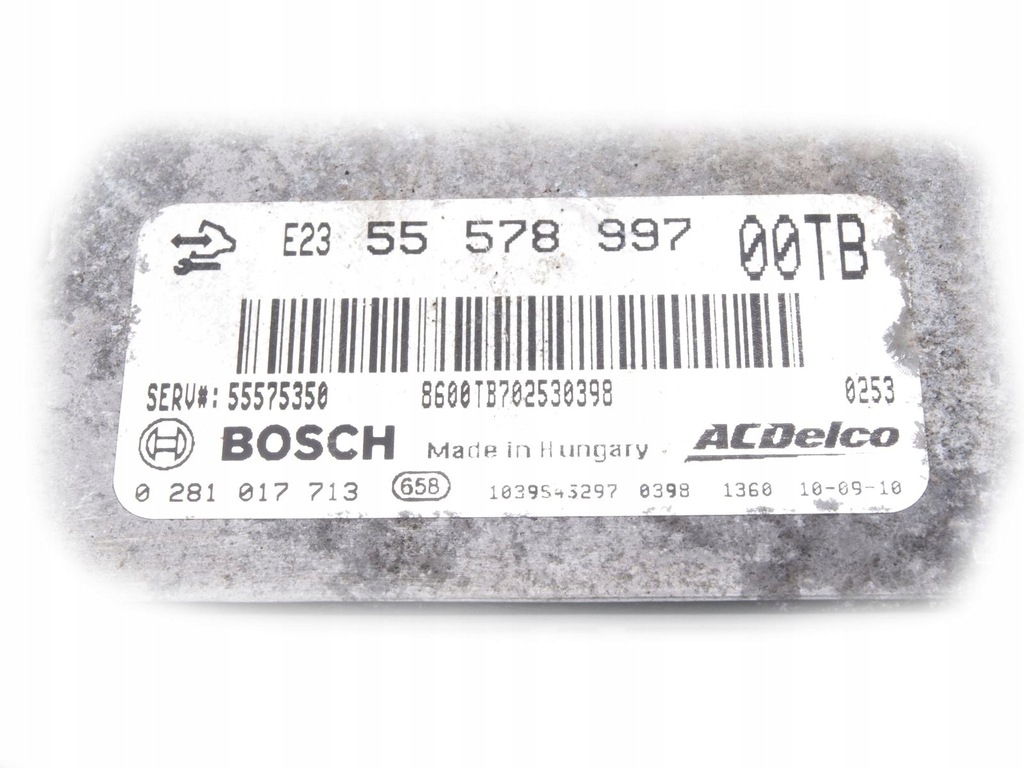 E23 55 578 997 00TB
SERV#: 55575350 8600TB702530398 0253
BOSCH Made in Hungary ACDelco
0 281 017 713 658 1039S43297 0398 1360 10-09-10